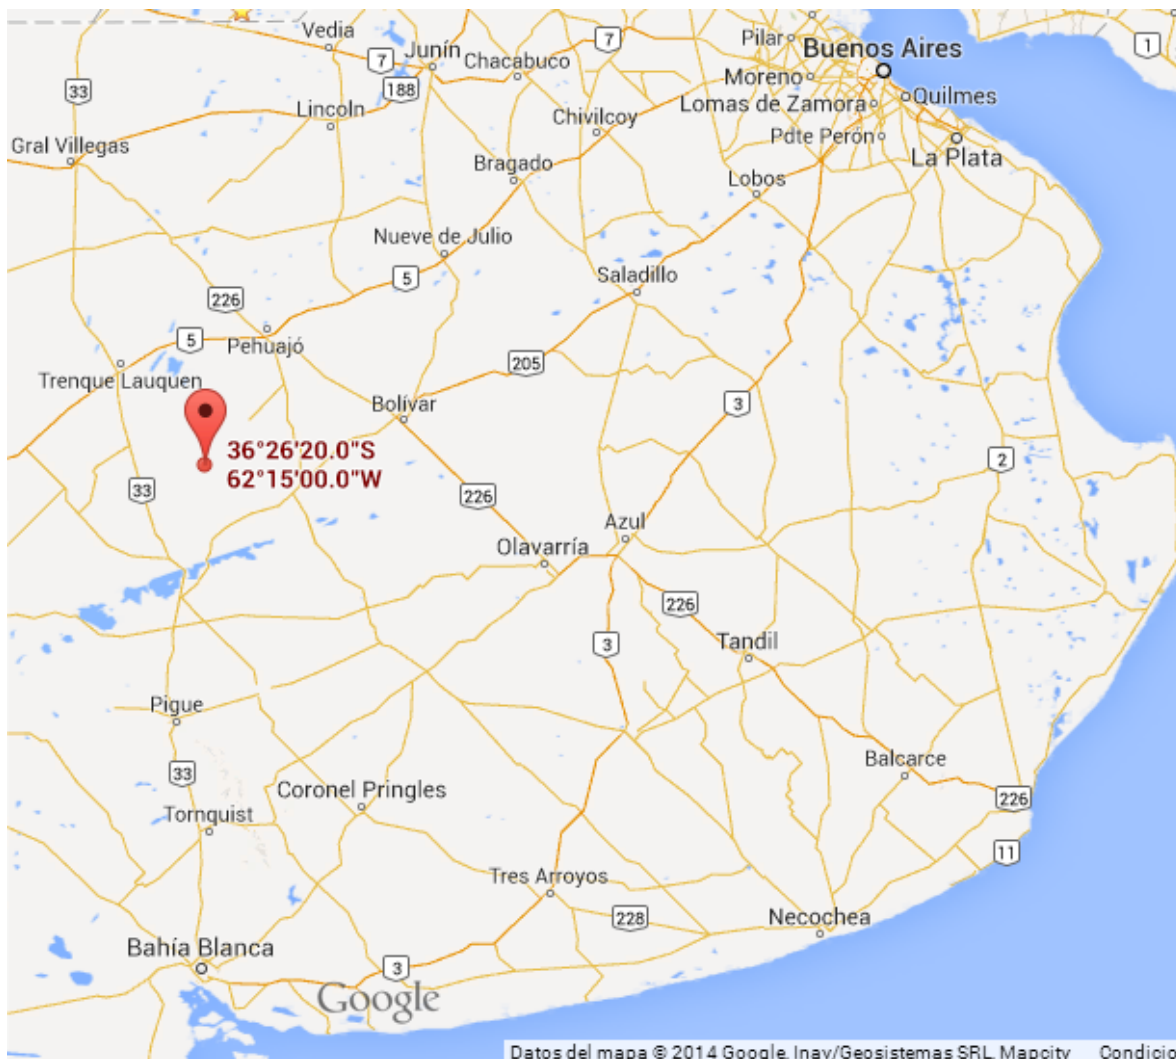 Vedia
Pilar
Buenos Aires
7
1
7
Junín
Chacabuco
Moreno
33
188
Quilmes
Lincoln
Lomas de Zamora
Chivilcoy
Gral Villegas
Pdte Perón
La Plata
Bragado
Lobos
Nueve de Julio
5
Saladillo
226
5
Pehuajó
205
Trenque Lauquen
Bolívar
3
36°26'20.0"S
62°15'00.0"W
2
33
226
Azul
Olavarría
226
3
Tandil
Pigue
Balcarce
33
Coronel Pringles
226
Tornquist
11
Tres Arroyos
228
Necochea
Bahía Blanca
3
Google
Datos del mapa © 2014 Google, Inav/Geosistemas SRL, Mapcity Condicio